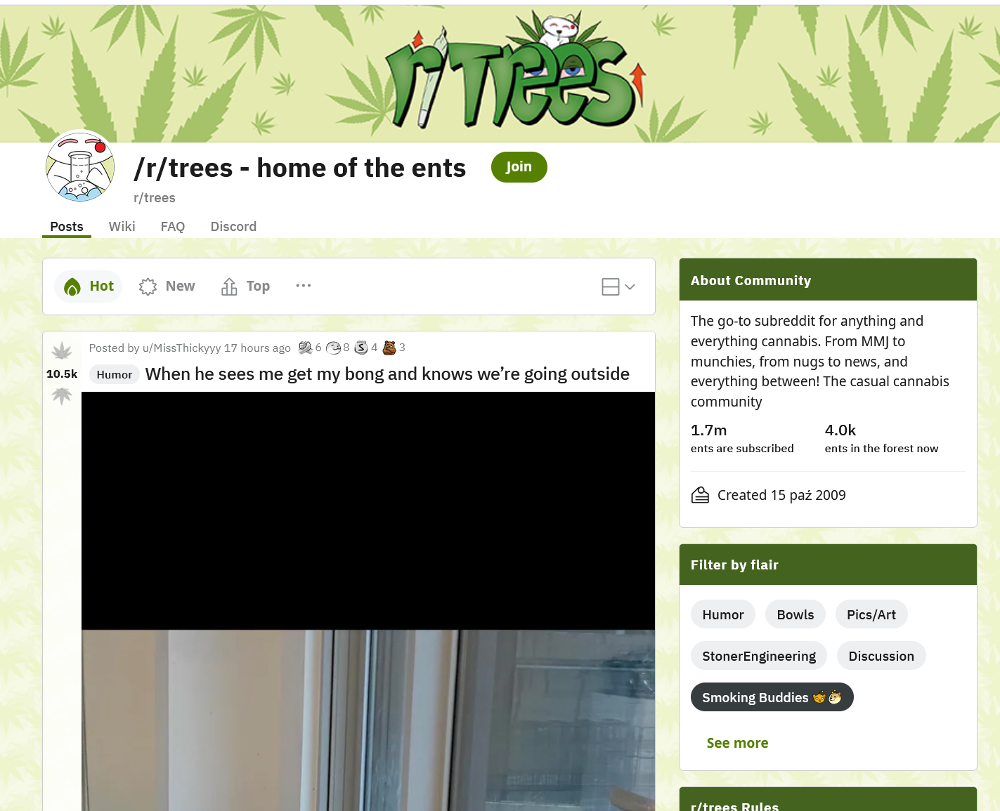 r/Trees
/r/trees - home of the ents
Join
r/trees
Posts Wiki FAQ Discord
Hot New Top
Posted by u/MissThickyyy 17 hours ago 6 8 4 3
10.5k
Humor When he sees me get my bong and knows we’re going outside
About Community
The go-to subreddit for anything and
everything cannabis. From MMJ to
munchies, from nugs to news, and
everything between! The casual cannabis
community
1.7m 4.0k
ents are subscribed ents in the forest now
Created 15 paź 2009
Filter by flair
Humor Bowls Pics/Art
StonerEngineering Discussion
Smoking Buddies
See more
r/trees Rules